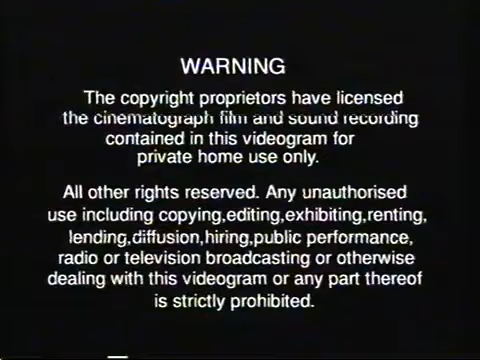 WARNING
The copyright proprietors have licensed
the cinematograph film and sound recording
contained in this videogram for
private home use only.
All other rights reserved. Any unauthorised
use including copying,editing,exhibiting,renting,
lending,diffusion,hiring,public performance,
radio or television broadcasting or otherwise
dealing with this videogram or any part thereof
is strictly prohibited.